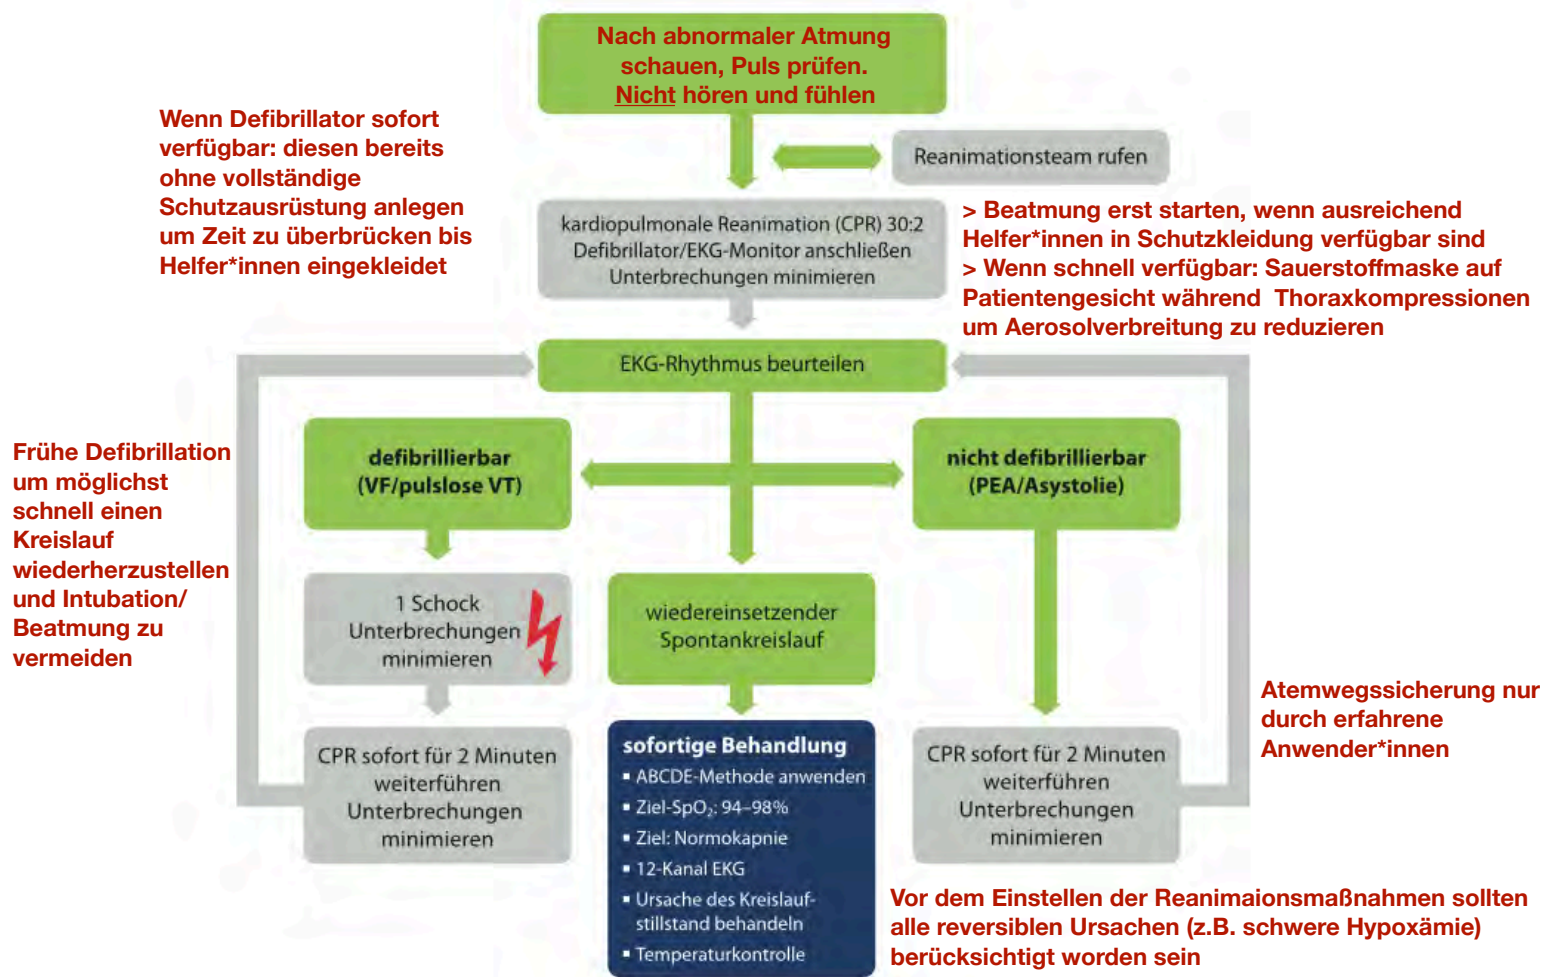 Nach abnormaler Atmung
schauen, Puls prüfen.
Nicht hören und fühlen
Wenn Defibrillator sofort
verfügbar: diesen bereits
ohne vollständige
Schutzausrüstung anlegen
um Zeit zu überbrücken bis
Helfer*innen eingekleidet
Reanimationsteam rufen
kardiopulmonale Reanimation (CPR) 30:2
Defibrillator/EKG-Monitor anschließen
Unterbrechungen minimieren
> Beatmung erst starten, wenn ausreichend
Helfer*innen in Schutzkleidung verfügbar sind
> Wenn schnell verfügbar: Sauerstoffmaske auf
Patientengesicht während Thoraxkompressionen
um Aerosolverbreitung zu reduzieren
EKG-Rhythmus beurteilen
Frühe Defibrillation
um möglichst
schnell einen
Kreislauf
wiederherzustellen
und Intubation/
Beatmung zu
vermeiden
defibrillierbar
(VF/pulslose VT)
nicht defibrillierbar
(PEA/Asystolie)
1 Schock
Unterbrechungen
minimieren
wiedereinsetzender
Spontankreislauf
Atemwegssicherung nur
durch erfahrene
Anwender*innen
CPR sofort für 2 Minuten
weiterführen
Unterbrechungen
minimieren
sofortige Behandlung
▪ ABCDE-Methode anwenden
▪ Ziel-SpO₂: 94–98%
▪ Ziel: Normokapnie
▪ 12-Kanal EKG
▪ Ursache des Kreislauf-
stillstand behandeln
▪ Temperaturkontrolle
CPR sofort für 2 Minuten
weiterführen
Unterbrechungen
minimieren
Vor dem Einstellen der Reanimaionsmaßnahmen sollten
alle reversiblen Ursachen (z.B. schwere Hypoxämie)
berücksichtigt worden sein